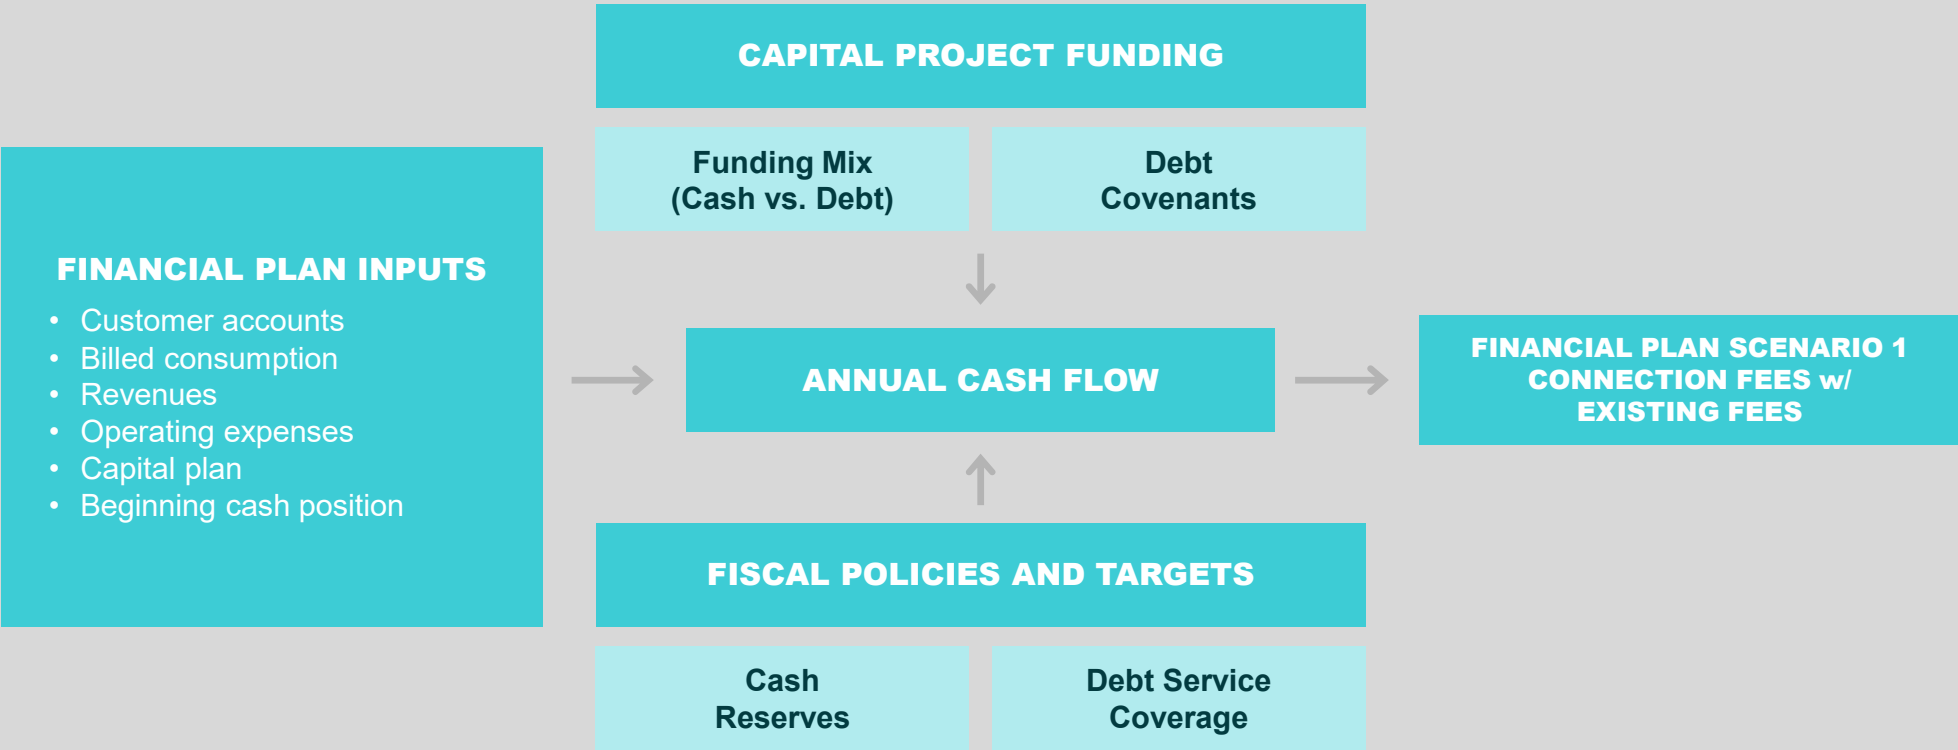 CAPITAL PROJECT FUNDING
Funding Mix
(Cash vs. Debt)
Debt
Covenants
FINANCIAL PLAN INPUTS
• Customer accounts
• Billed consumption
• Revenues
• Operating expenses
• Capital plan
• Beginning cash position
ANNUAL CASH FLOW
FINANCIAL PLAN SCENARIO 1
CONNECTION FEES w/
EXISTING FEES
FISCAL POLICIES AND TARGETS
Cash
Reserves
Debt Service
Coverage